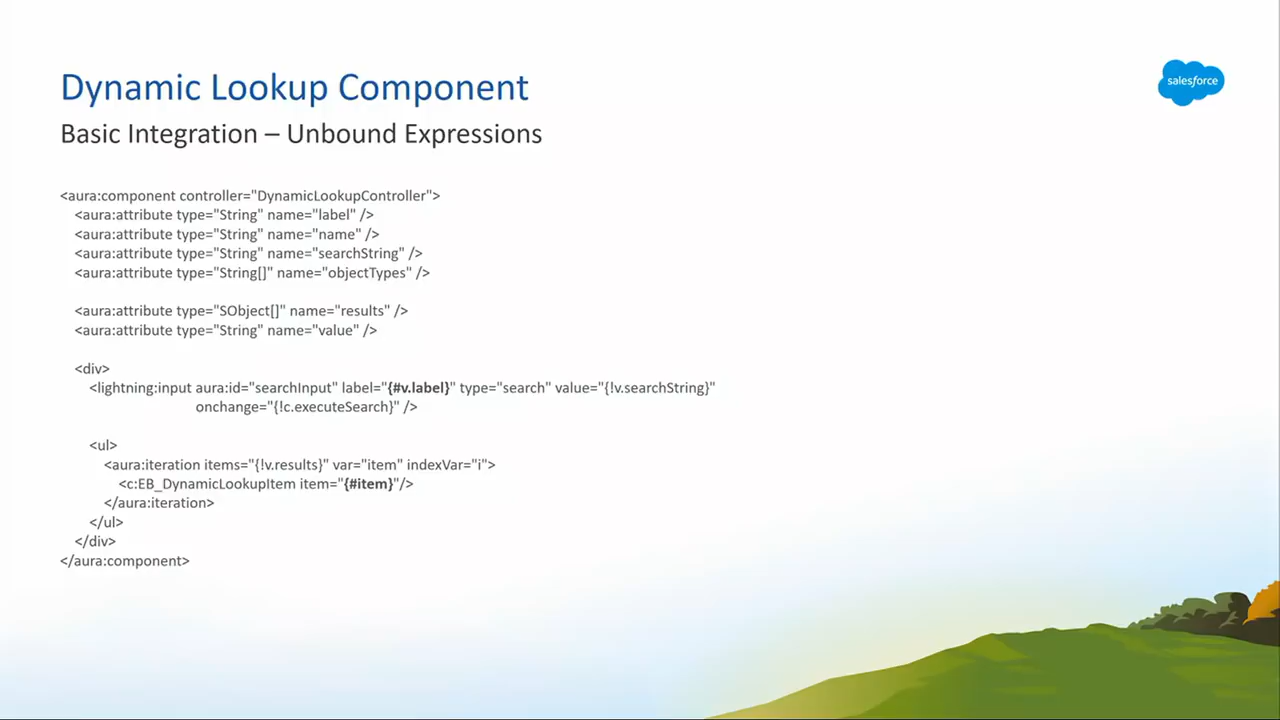 Dynamic Lookup Component
salesforce
Basic Integration – Unbound Expressions
<aura:component controller="DynamicLookupController">
<aura:attribute type="String" name="label" />
<aura:attribute type="String" name="name" />
<aura:attribute type="String" name="searchString" />
<aura:attribute type="String[]" name="objectTypes" />
<aura:attribute type="SObject[]" name="results" />
<aura:attribute type="String" name="value" />
<div>
<lightning:input aura:id="searchInput" label="{#v.label}" type="search" value="{!v.searchString}"
onchange="{!c.executeSearch}" />
<ul>
<aura:iteration items="{!v.results}" var="item" indexVar="i">
<c:EB_DynamicLookupItem item="{#item}"/>
</aura:iteration>
</ul>
</div>
</aura:component>